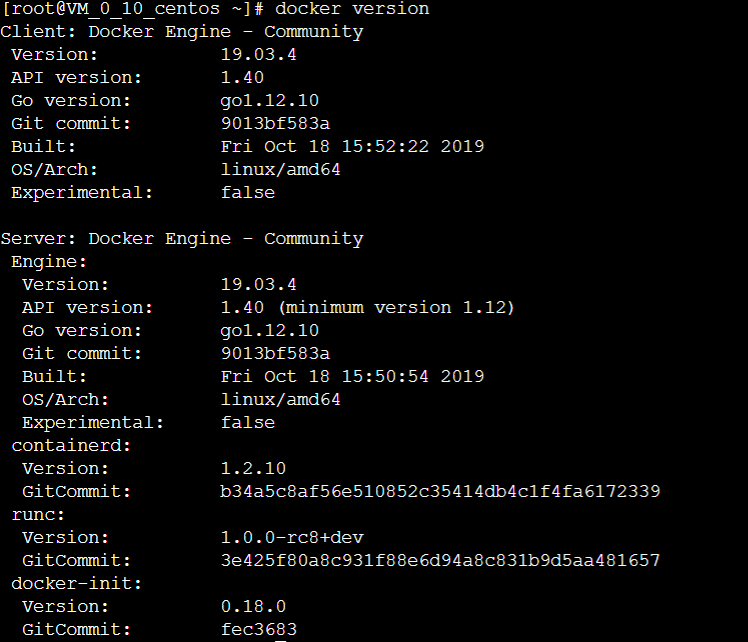 [root@VM_0_10_centos ~]# docker version
Client: Docker Engine - Community
 Version:           19.03.4
 API version:       1.40
 Go version:        go1.12.10
 Git commit:        9013bf583a
 Built:             Fri Oct 18 15:52:22 2019
 OS/Arch:           linux/amd64
 Experimental:      false

Server: Docker Engine - Community
 Engine:
  Version:          19.03.4
  API version:      1.40 (minimum version 1.12)
  Go version:       go1.12.10
  Git commit:       9013bf583a
  Built:            Fri Oct 18 15:50:54 2019
  OS/Arch:          linux/amd64
  Experimental:     false
 containerd:
  Version:          1.2.10
  GitCommit:        b34a5c8af56e510852c35414db4c1f4fa6172339
 runc:
  Version:          1.0.0-rc8+dev
  GitCommit:        3e425f80a8c931f88e6d94a8c831b9d5aa481657
 docker-init:
  Version:          0.18.0
  GitCommit:        fec3683